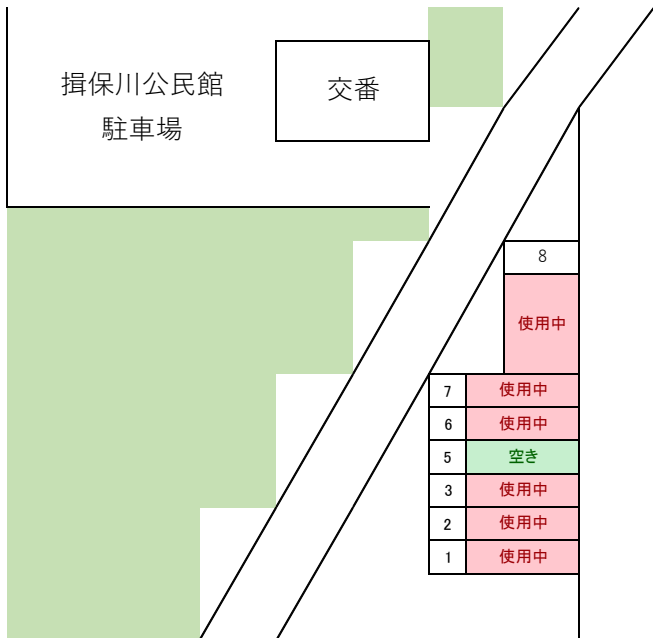 揖保川公民館
駐車場
交番
8
使用中
7 使用中
6 使用中
5 空き
3 使用中
2 使用中
1 使用中